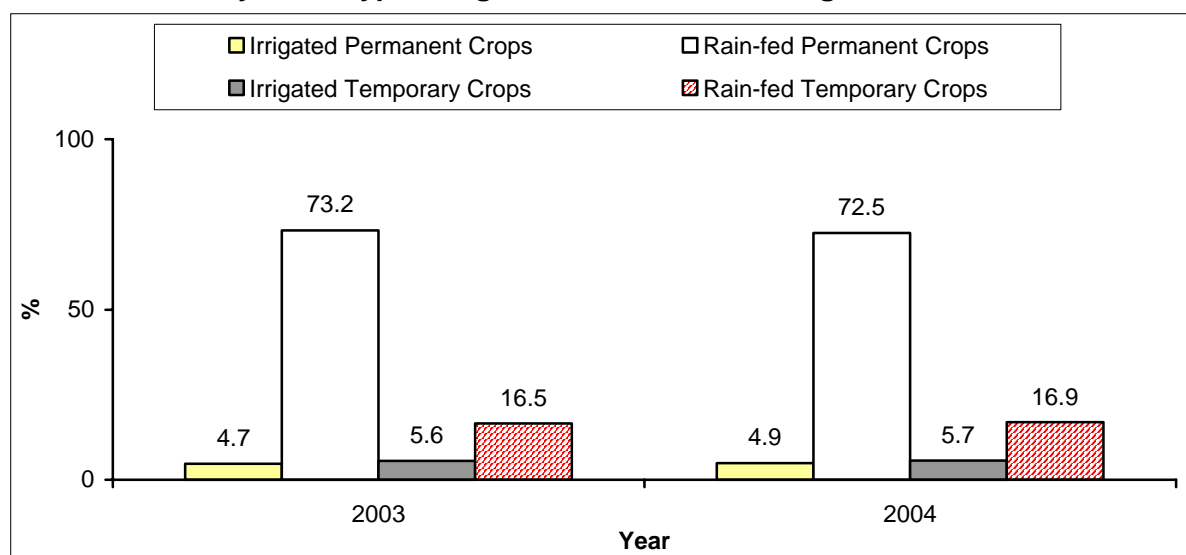 Irrigated Permanent Crops Rain-fed Permanent Crops
Irrigated Temporary Crops Rain-fed Temporary Crops
100
73.2 72.5
50
%
16.5 16.9
4.7 5.6 4.9 5.7
0
2003 2004
Year